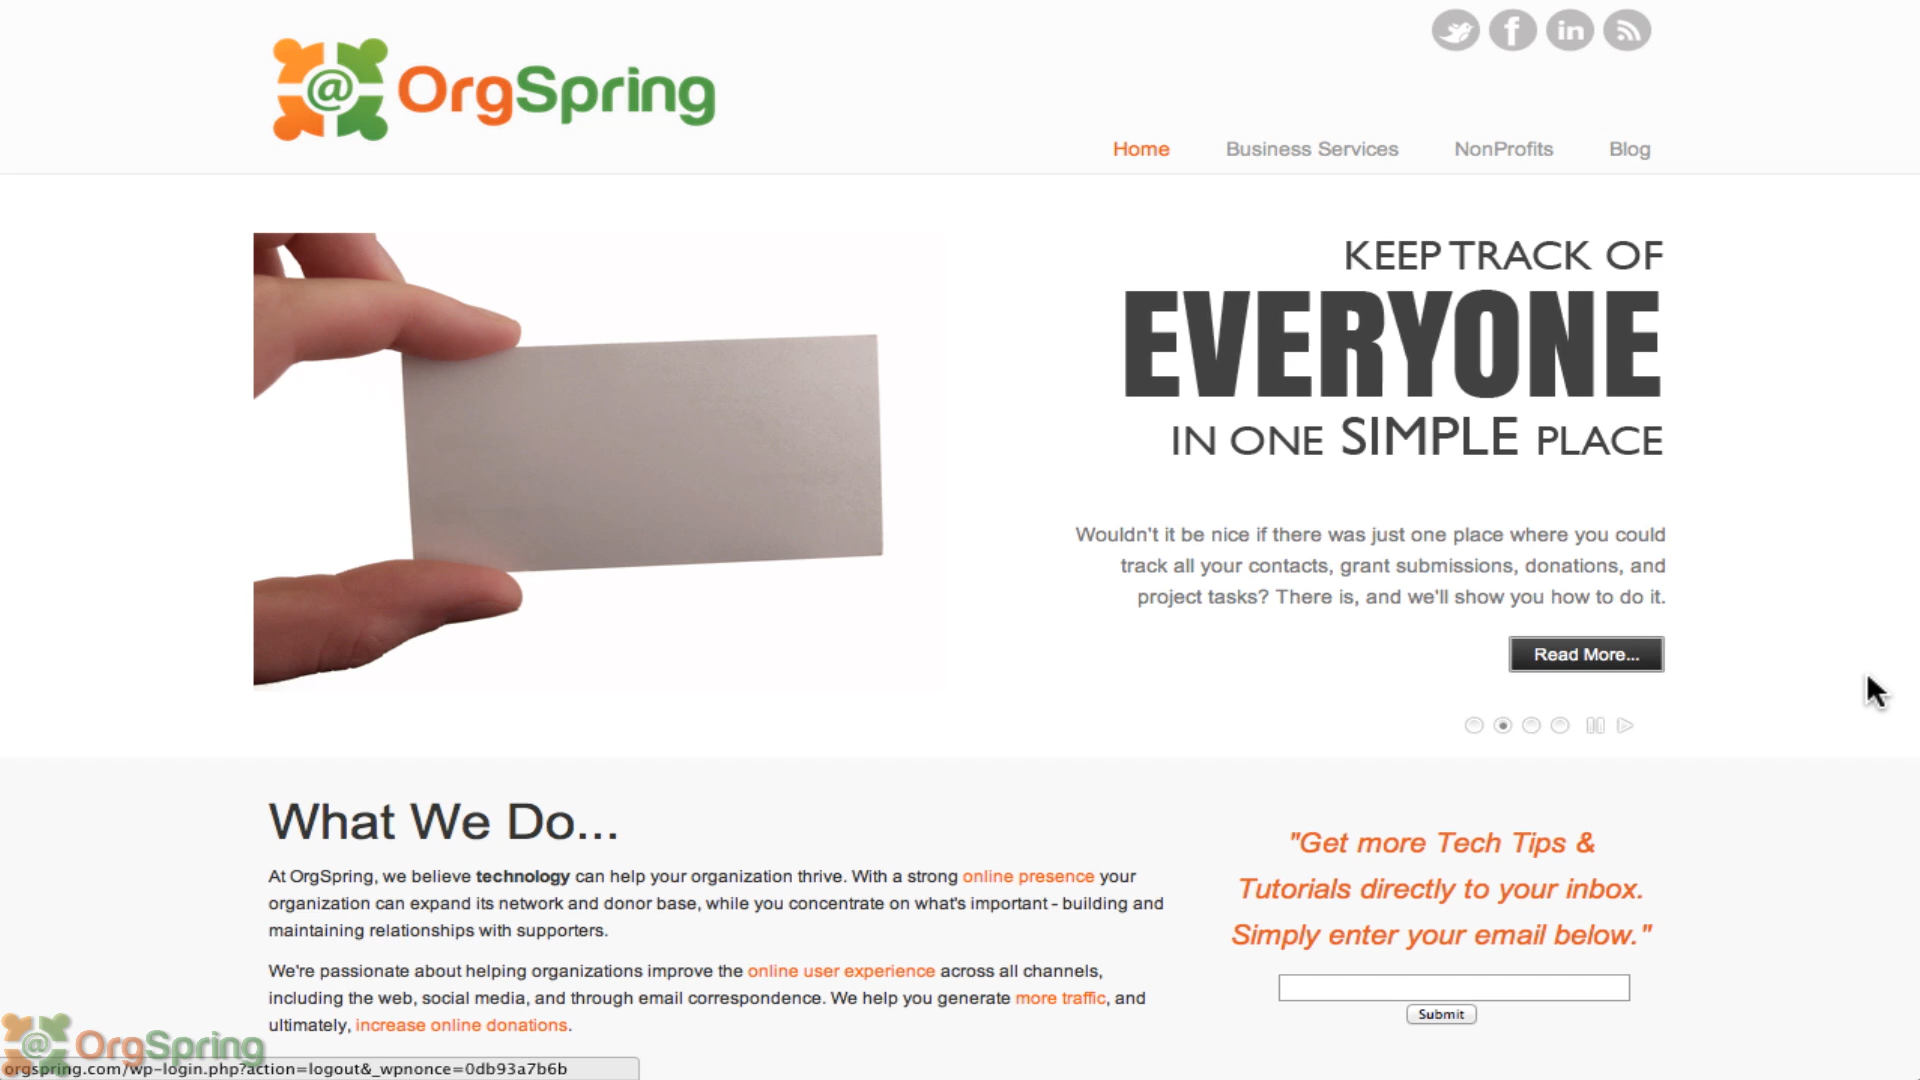 @ OrgSpring
Home Business Services NonProfits Blog
KEEP TRACK OF
EVERYONE
IN ONE SIMPLE PLACE
Wouldn't it be nice if there was just one place where you could
track all your contacts, grant submissions, donations, and
project tasks? There is, and we'll show you how to do it.
Read More...
What We Do...
At OrgSpring, we believe technology can help your organization thrive. With a strong online presence your
organization can expand its network and donor base, while you concentrate on what's important - building and
maintaining relationships with supporters.
We're passionate about helping organizations improve the online user experience across all channels,
including the web, social media, and through email correspondence. We help you generate more traffic, and
ultimately, increase online donations.
"Get more Tech Tips &
Tutorials directly to your inbox.
Simply enter your email below."
Submit
@ OrgSpring
orgspring.com/wp-login.php?action=logout&_wpnonce=0db93a7b6b